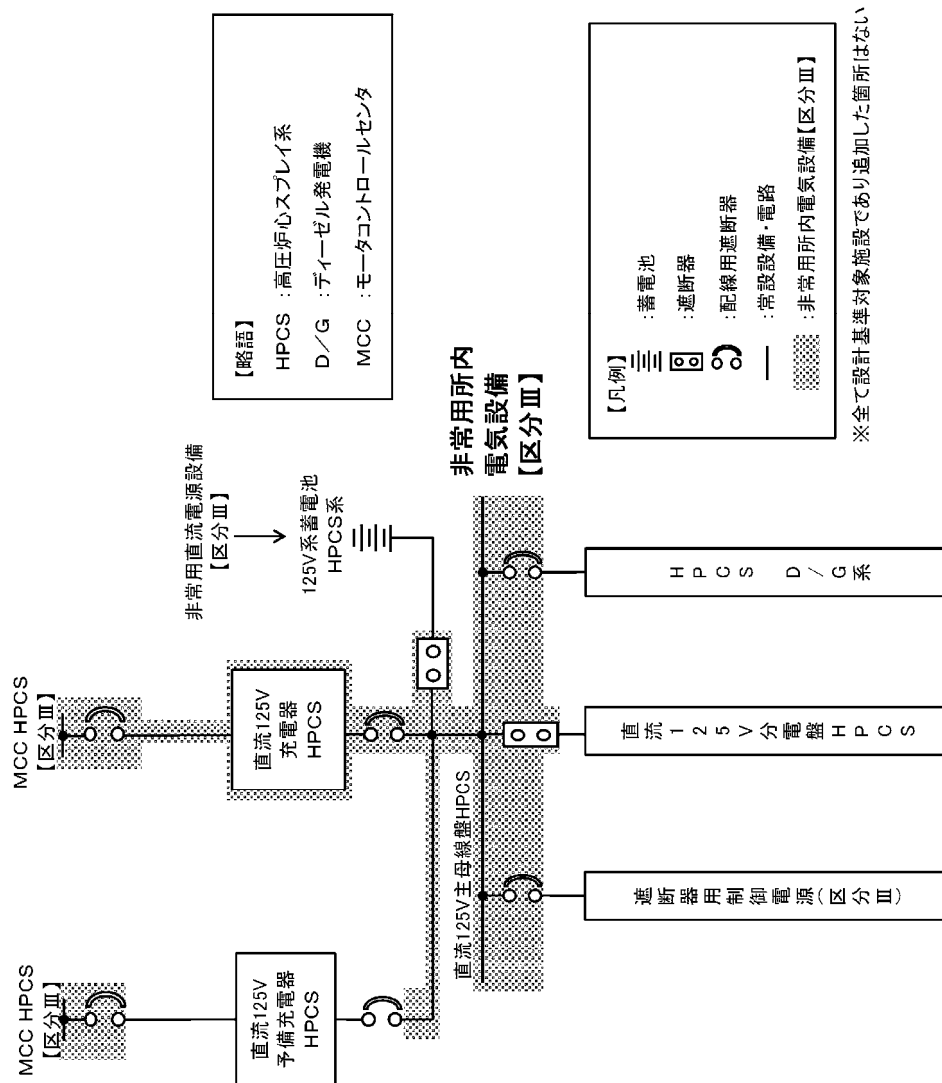 MCC HPCS
【区分Ⅲ】
MCC HPCS
【区分Ⅲ】
直流125V
予備充電器
HPCS
直流125V
充電器
HPCS
非常用直流電源設備
【区分Ⅲ】
125V系蓄電池
HPCS系
直流125V主母線盤HPCS
非常用所内
電気設備
【区分Ⅲ】
遮断器用制御電源(区分Ⅲ)
直流125V分電盤HPCS
HPCS D/G系
【略語】
HPCS :高圧炉心スプレイ系
D/G :ディーゼル発電機
MCC :モータコントロールセンタ
【凡例】
:蓄電池
:遮断器
:配線用遮断器
:常設設備・電路
:非常用所内電気設備【区分Ⅲ】
※全て設計基準対象施設であり追加した箇所はない